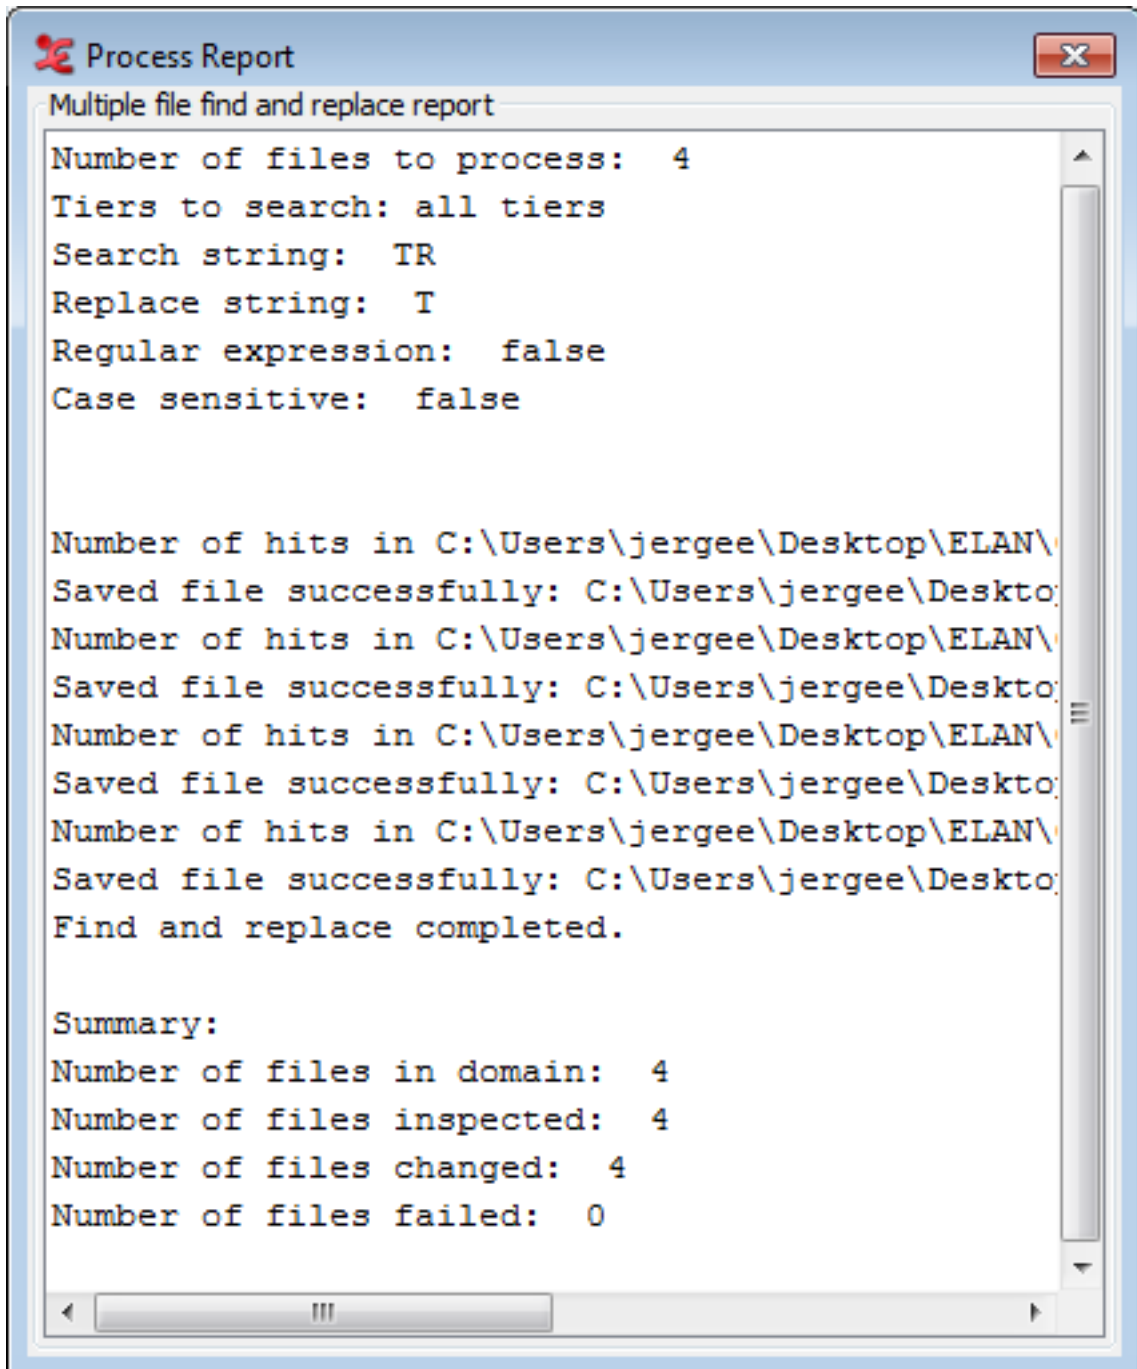 Process Report
Multiple file find and replace report
Number of files to process:  4
Tiers to search: all tiers
Search string:  TR
Replace string:  T
Regular expression:  false
Case sensitive:  false
Number of hits in C:\Users\jergee\Desktop\ELAN\
Saved file successfully: C:\Users\jergee\Deskto
Number of hits in C:\Users\jergee\Desktop\ELAN\
Saved file successfully: C:\Users\jergee\Deskto
Number of hits in C:\Users\jergee\Desktop\ELAN\
Saved file successfully: C:\Users\jergee\Deskto
Number of hits in C:\Users\jergee\Desktop\ELAN\
Saved file successfully: C:\Users\jergee\Deskto
Find and replace completed.
Summary:
Number of files in domain:  4
Number of files inspected:  4
Number of files changed:  4
Number of files failed:  0